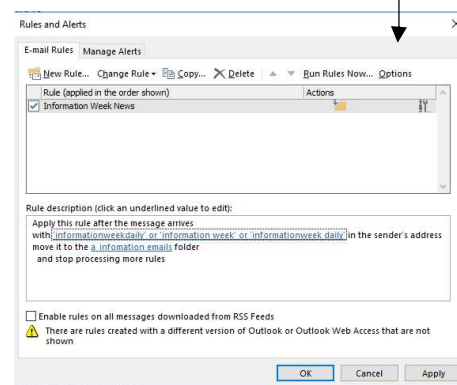 Rules and Alerts
E-mail Rules Manage Alerts
New Rule... Change Rule Copy... Delete Run Rules Now... Options
Rule (applied in the order shown) Actions
Information Week News
Rule description (click an underlined value to edit):
Apply this rule after the message arrives
with 'informationweekdaily' or 'information week' or 'informationweek daily' in the sender's address
move it to the a infomation emails folder
and stop processing more rules
Enable rules on all messages downloaded from RSS Feeds
There are rules created with a different version of Outlook or Outlook Web Access that are not
shown
OK Cancel Apply